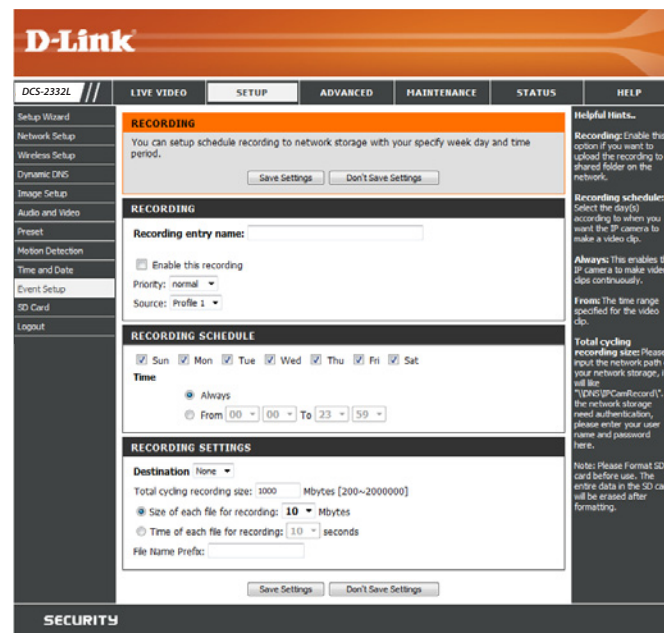 D-Link
DCS-2332L
LIVE VIDEO
SETUP
ADVANCED
MAINTENANCE
STATUS
HELP
Setup Wizard
Network Setup
Wireless Setup
Dynamic DNS
Image Setup
Audio and Video
Preset
Motion Detection
Time and Date
Event Setup
SD Card
Logout
RECORDING
You can setup schedule recording to network storage with your specify week day and time
period.
Save Settings Don't Save Settings
RECORDING
Recording entry name:
Enable this recording
Priority: normal
Source: Profile 1
RECORDING SCHEDULE
Sun Mon Tue Wed Thu Fri Sat
Time
Always
From 00 00 To 23 59
RECORDING SETTINGS
Destination None
Total cycling recording size: 1000 Mbytes [200~2000000]
Size of each file for recording: 10 Mbytes
Time of each file for recording: 10 seconds
File Name Prefix:
Save Settings Don't Save Settings
Helpful Hints..
Recording: Enable this
option if you want to
upload the recording to
shared folder on the
network.
Recording schedule:
Select the day(s)
according to when you
want the IP camera to
make a video clip.
Always: This enables
IP camera to make
clips continuously.
From: The time range
specified for the video
clip.
Total cycling
recording size: Please
input the network path
your network storage,
will like
"\\DNS\IPCamRecord\".
the network storage
need authentication,
please enter your user
name and password
here.
Note: Please Format SD
card before use. The
entire data in the SD
will be erased after
formatting.
SECURITY